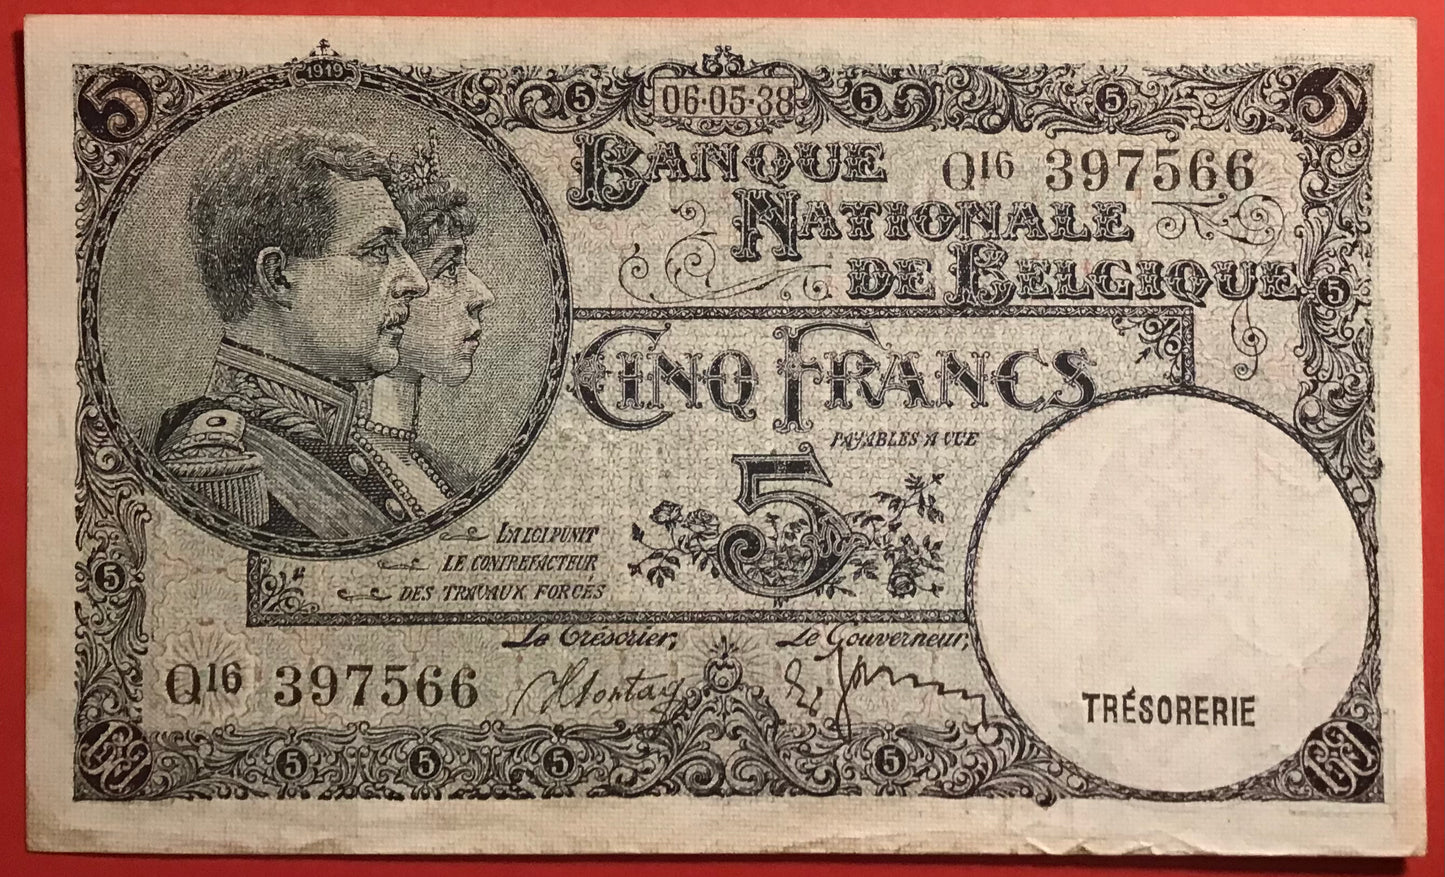 1919
5 5 06·05·38 5 5 5
BANQUE Q16 397566
NATIONALE
DE BELGIQUE
5
CINQ FRANCS
PAYABLES A VUE
5
LA LOI PUNIT
LE CONTREFACTEUR
DES TRAVAUX FORCÉS
5
Le Trésorier, Le Gouverneur,
Q16 397566
TRÉSORERIE
5 5 5 5